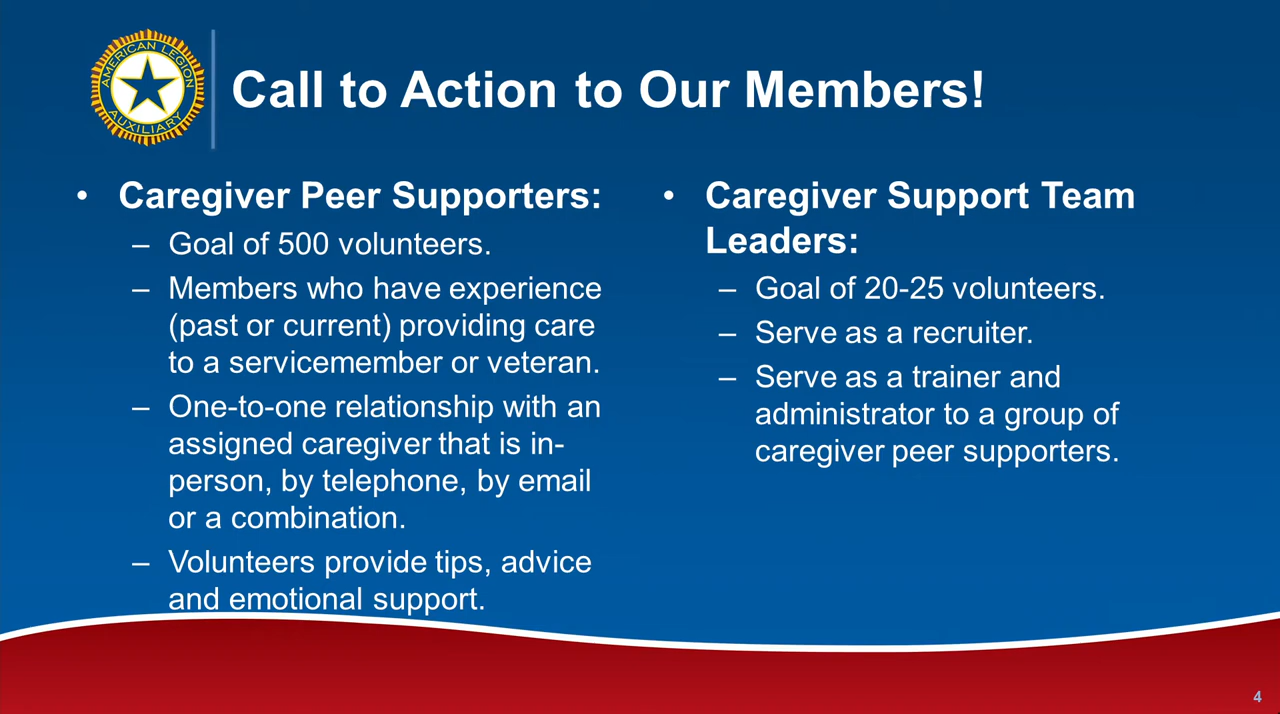 AMERICAN LEGION
AUXILIARY
Call to Action to Our Members!
• Caregiver Peer Supporters:
– Goal of 500 volunteers.
– Members who have experience
(past or current) providing care
to a servicemember or veteran.
– One-to-one relationship with an
assigned caregiver that is in-
person, by telephone, by email
or a combination.
– Volunteers provide tips, advice
and emotional support.
• Caregiver Support Team
Leaders:
– Goal of 20-25 volunteers.
– Serve as a recruiter.
– Serve as a trainer and
administrator to a group of
caregiver peer supporters.
4